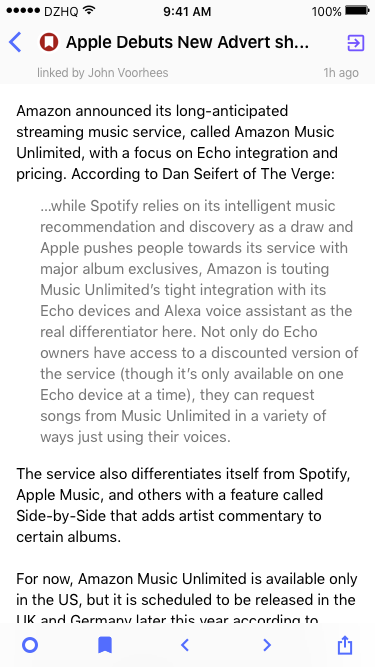 DZHQ 9:41 AM 100%
Apple Debuts New Advert sh...
linked by John Voorhees 1h ago
Amazon announced its long-anticipated
streaming music service, called Amazon Music
Unlimited, with a focus on Echo integration and
pricing. According to Dan Seifert of The Verge:
...while Spotify relies on its intelligent music
recommendation and discovery as a draw and
Apple pushes people towards its service with
major album exclusives, Amazon is touting
Music Unlimited's tight integration with its
Echo devices and Alexa voice assistant as the
real differentiator here. Not only do Echo
owners have access to a discounted version of
the service (though it's only available on one
Echo device at a time), they can request
songs from Music Unlimited in a variety of
ways just using their voices.
The service also differentiates itself from Spotify,
Apple Music, and others with a feature called
Side-by-Side that adds artist commentary to
certain albums.
For now, Amazon Music Unlimited is available only
in the US, but it is scheduled to be released in the
UK and Germany later this year according to